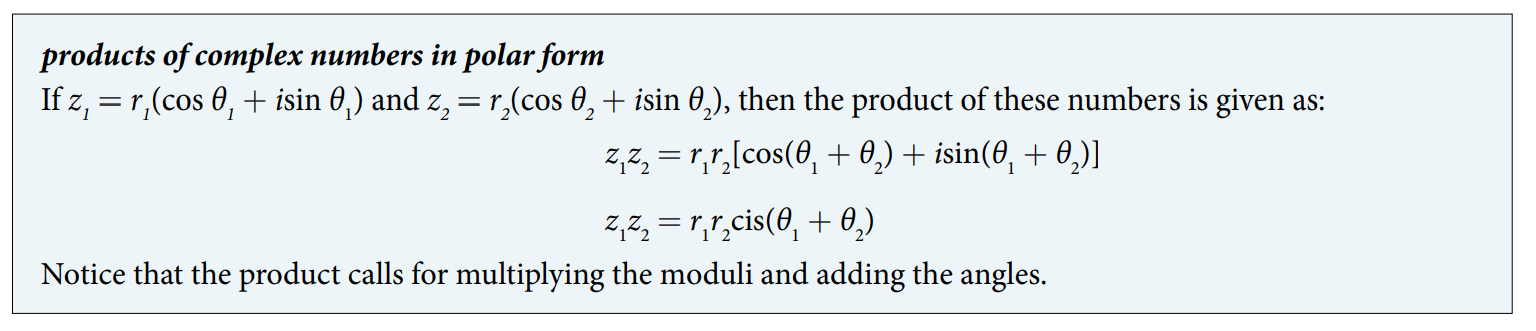 products of complex numbers in polar form
If z₁ = r₁(cos θ₁ + isin θ₁) and z₂ = r₂(cos θ₂ + isin θ₂), then the product of these numbers is given as:
z₁z₂ = r₁r₂[cos(θ₁ + θ₂) + isin(θ₁ + θ₂)]
z₁z₂ = r₁r₂cis(θ₁ + θ₂)
Notice that the product calls for multiplying the moduli and adding the angles.